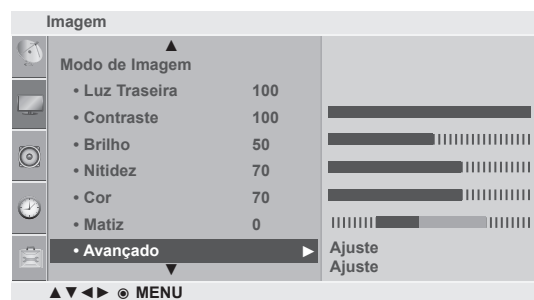 Imagem
▲
Modo de Imagem
• Luz Traseira 100
• Contraste 100
• Brilho 50
• Nitidez 70
• Cor 70
• Matiz 0
• Avançado ▶
Ajuste
Ajuste
▼
▲▼◀▶ ◉ MENU